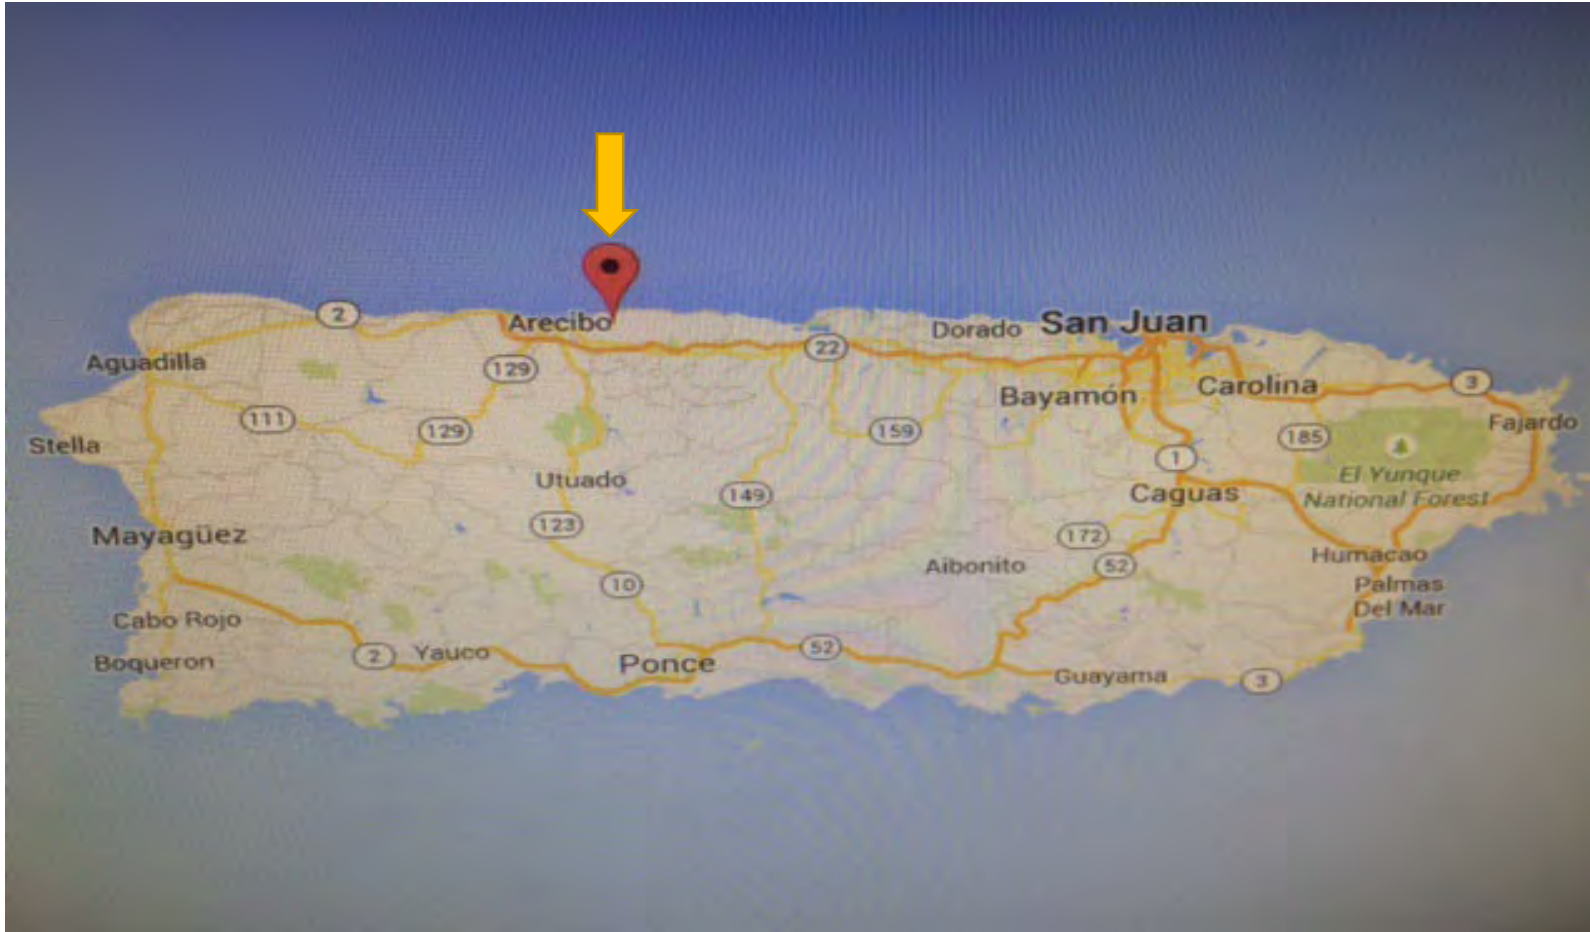 2
Arecibo
22
Dorado
San Juan
Aguadilla
129
Bayamón
Carolina
3
111
129
159
185
Fajardo
Stella
1
El Yunque
National Forest
Utuado
149
Caguas
Mayagüez
123
172
Humacao
10
Aibonito
52
Palmas
Del Mar
Cabo Rojo
Boqueron
2
Yauco
Ponce
52
Guayama
3